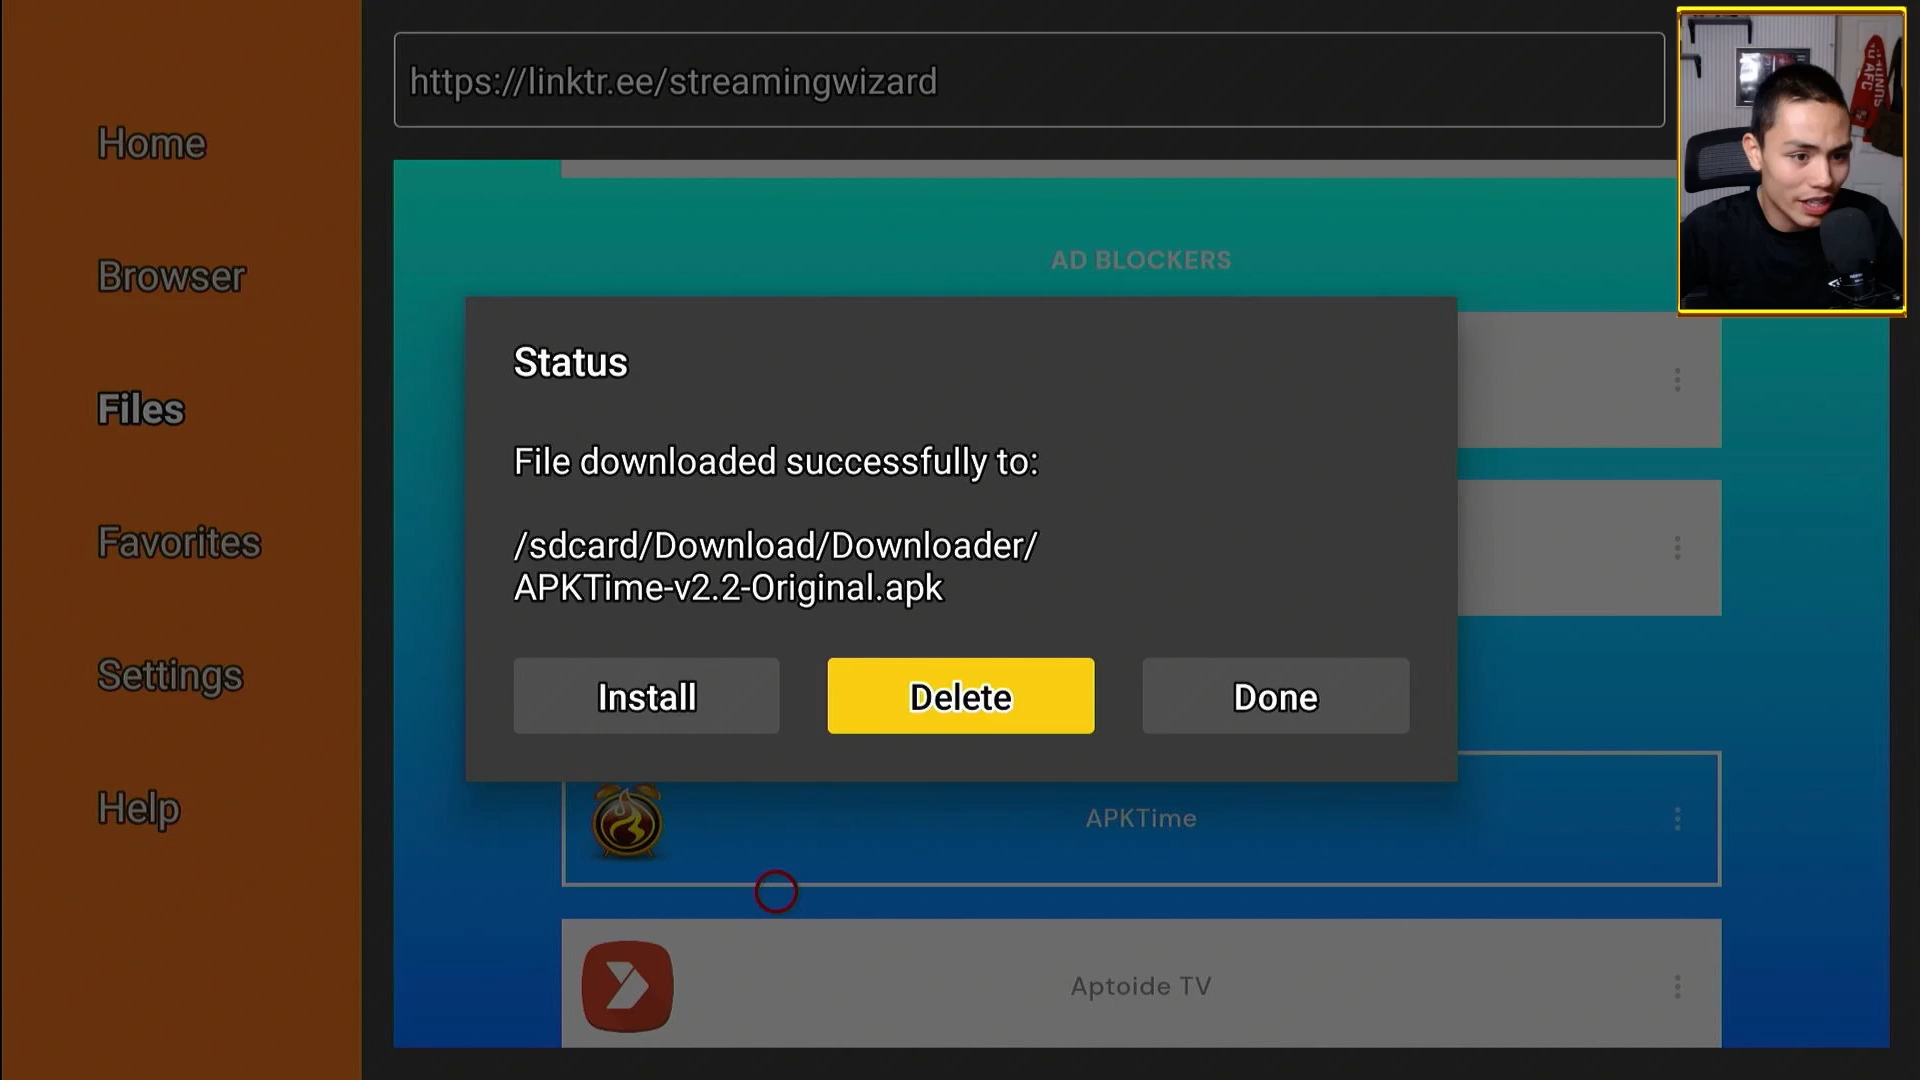 https://linktr.ee/streamingwizard
Home
Browser
Files
Favorites
Settings
Help
AD BLOCKERS
Status
File downloaded successfully to:
/sdcard/Download/Downloader/
APKTime-v2.2-Original.apk
Install
Delete
Done
APKTime
Aptoide TV